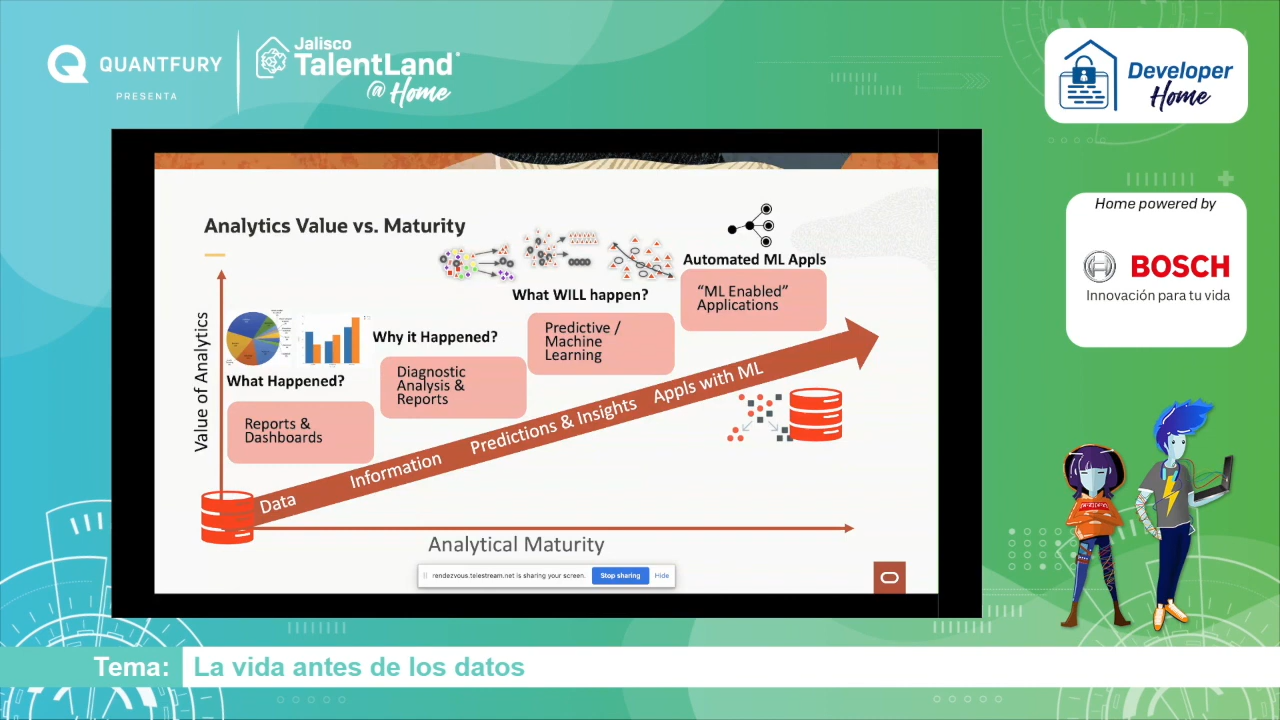 QUANTFURY
PRESENTA
Jalisco
TalentLand
@ Home
Developer
Home
Home powered by
BOSCH
Innovación para tu vida
Analytics Value vs. Maturity
Automated ML Appls
"ML Enabled"
Applications
What WILL happen?
Predictive /
Machine
Learning
Why it Happened?
Diagnostic
Analysis &
Reports
What Happened?
Reports &
Dashboards
Value of Analytics
Data
Information
Predictions & Insights
Appls with ML
Analytical Maturity
rendezvous.telestream.net is sharing your screen.
Stop sharing
Hide
Tema: La vida antes de los datos